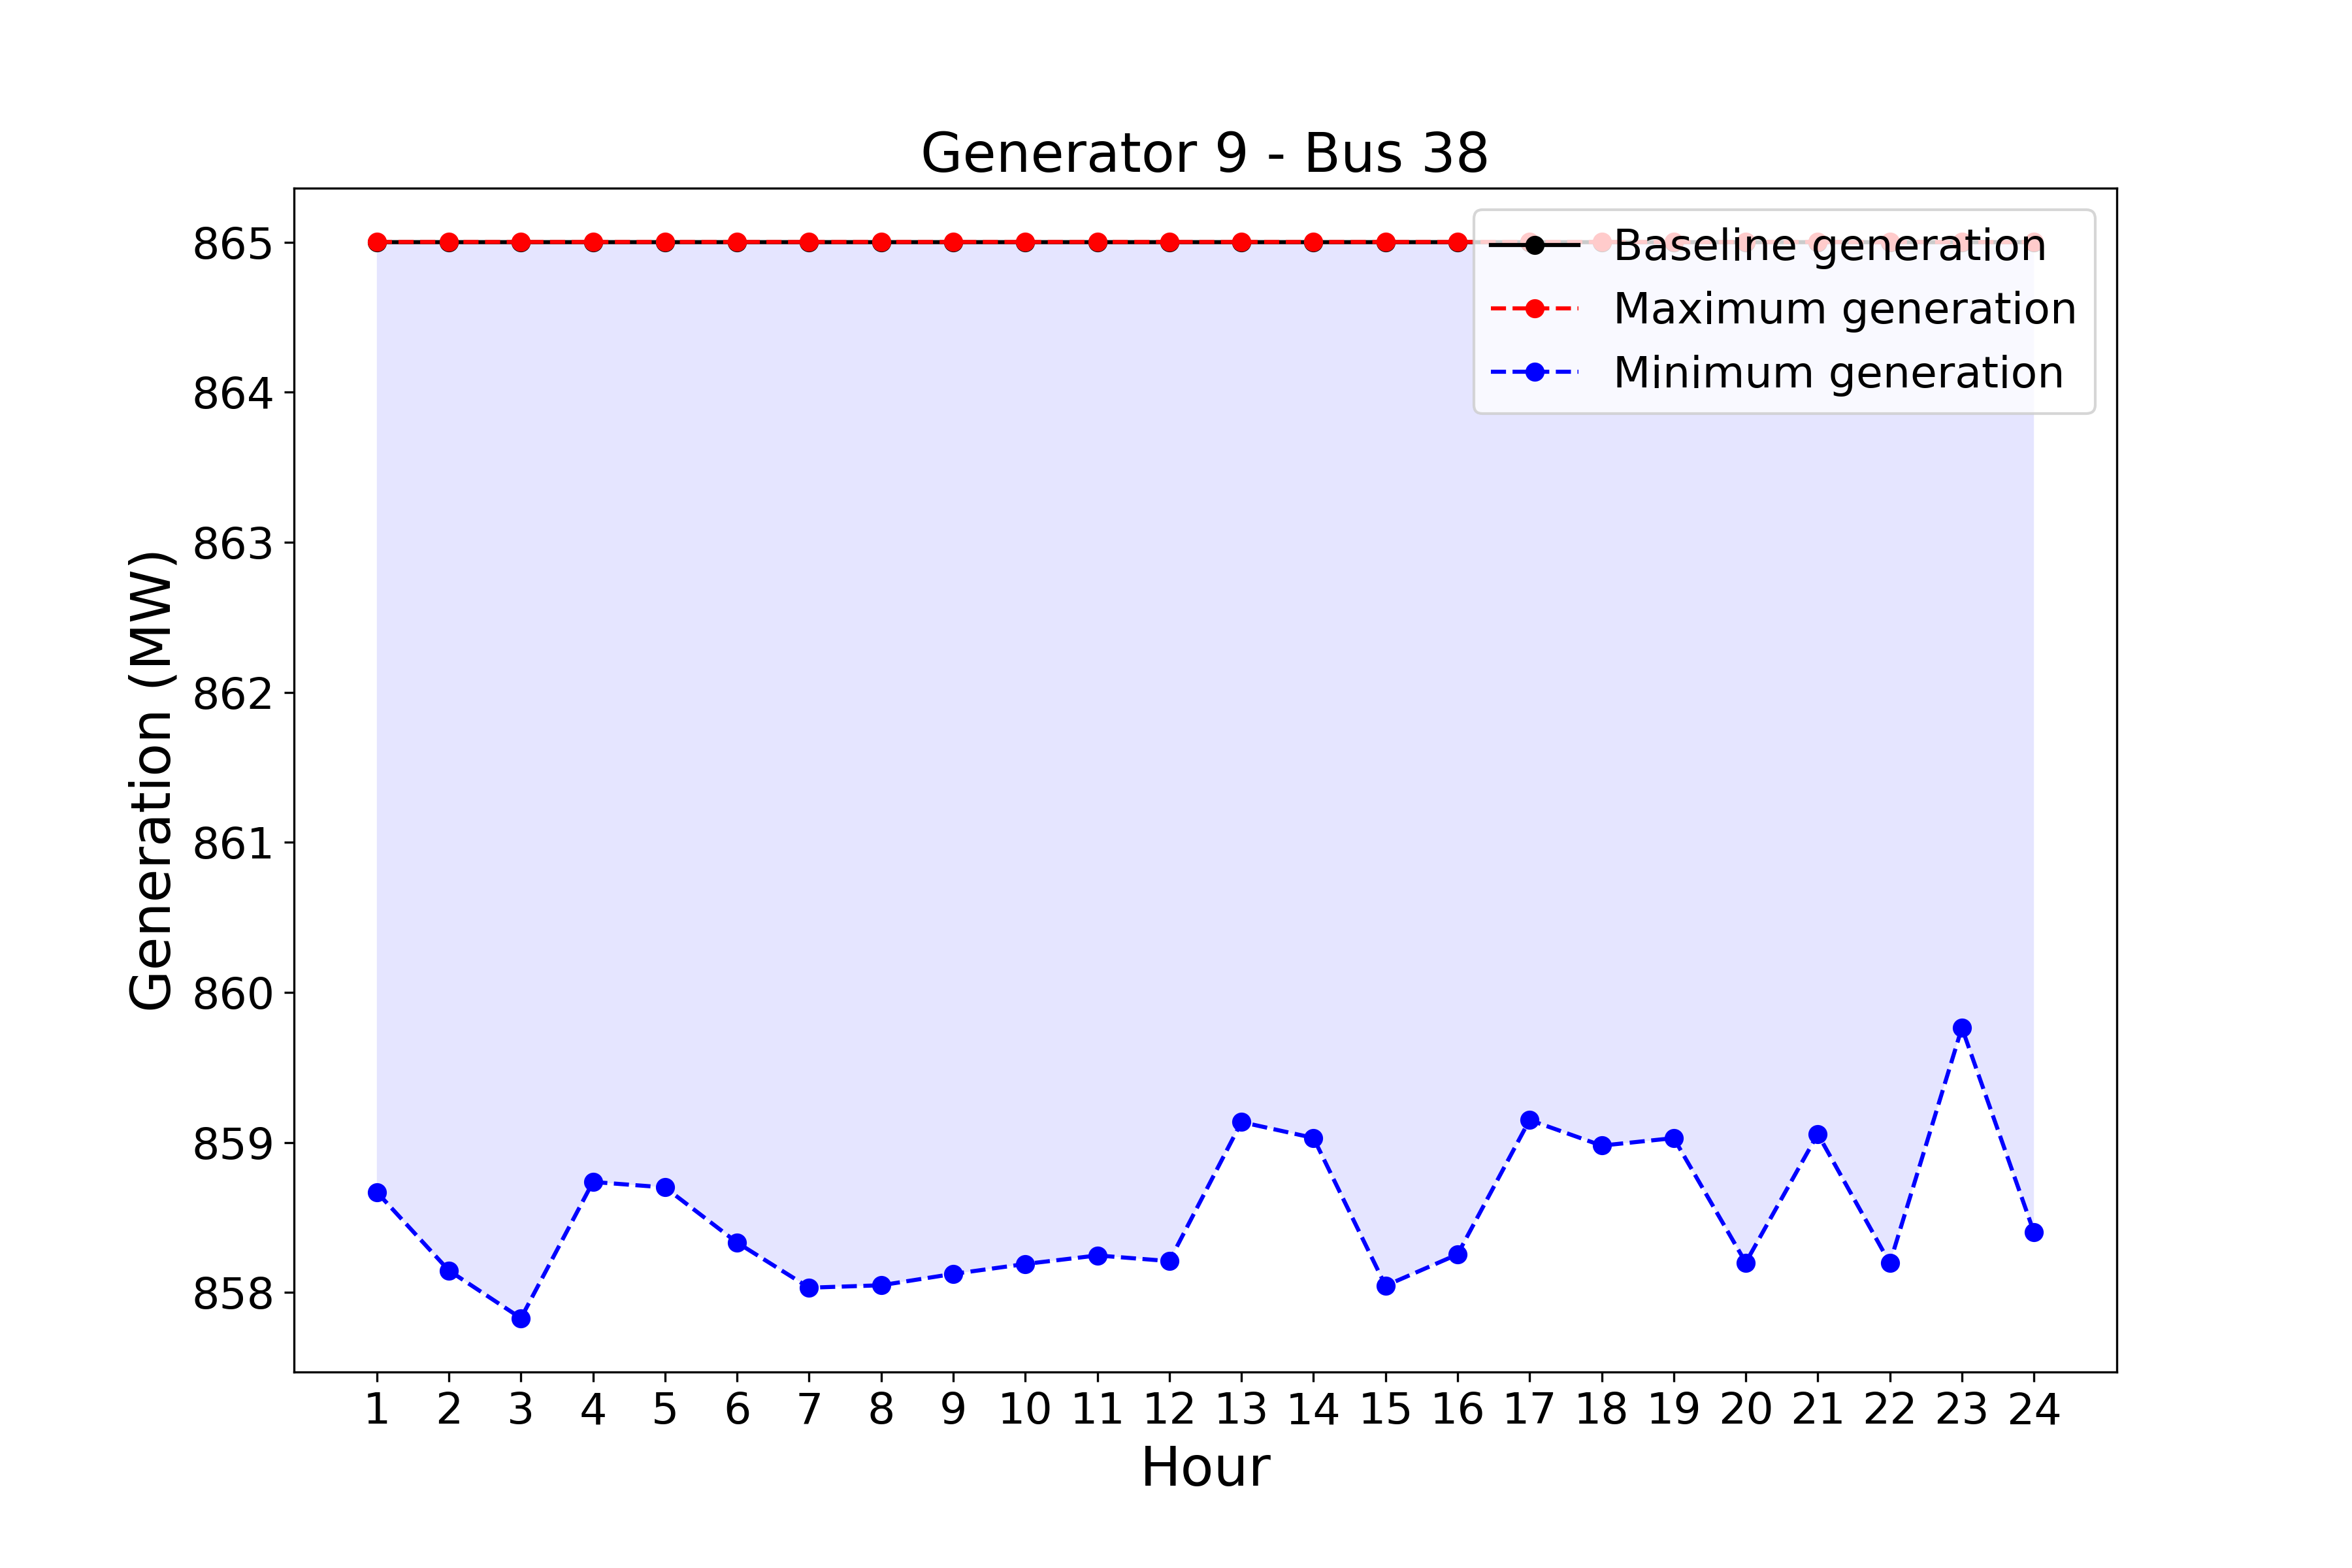 Generator 9 - Bus 38
Baseline generation
Maximum generation
Minimum generation
865
864
863
862
861
860
859
858
Generation (MW)
1 2 3 4 5 6 7 8 9 10 11 12 13 14 15 16 17 18 19 20 21 22 23 24
Hour